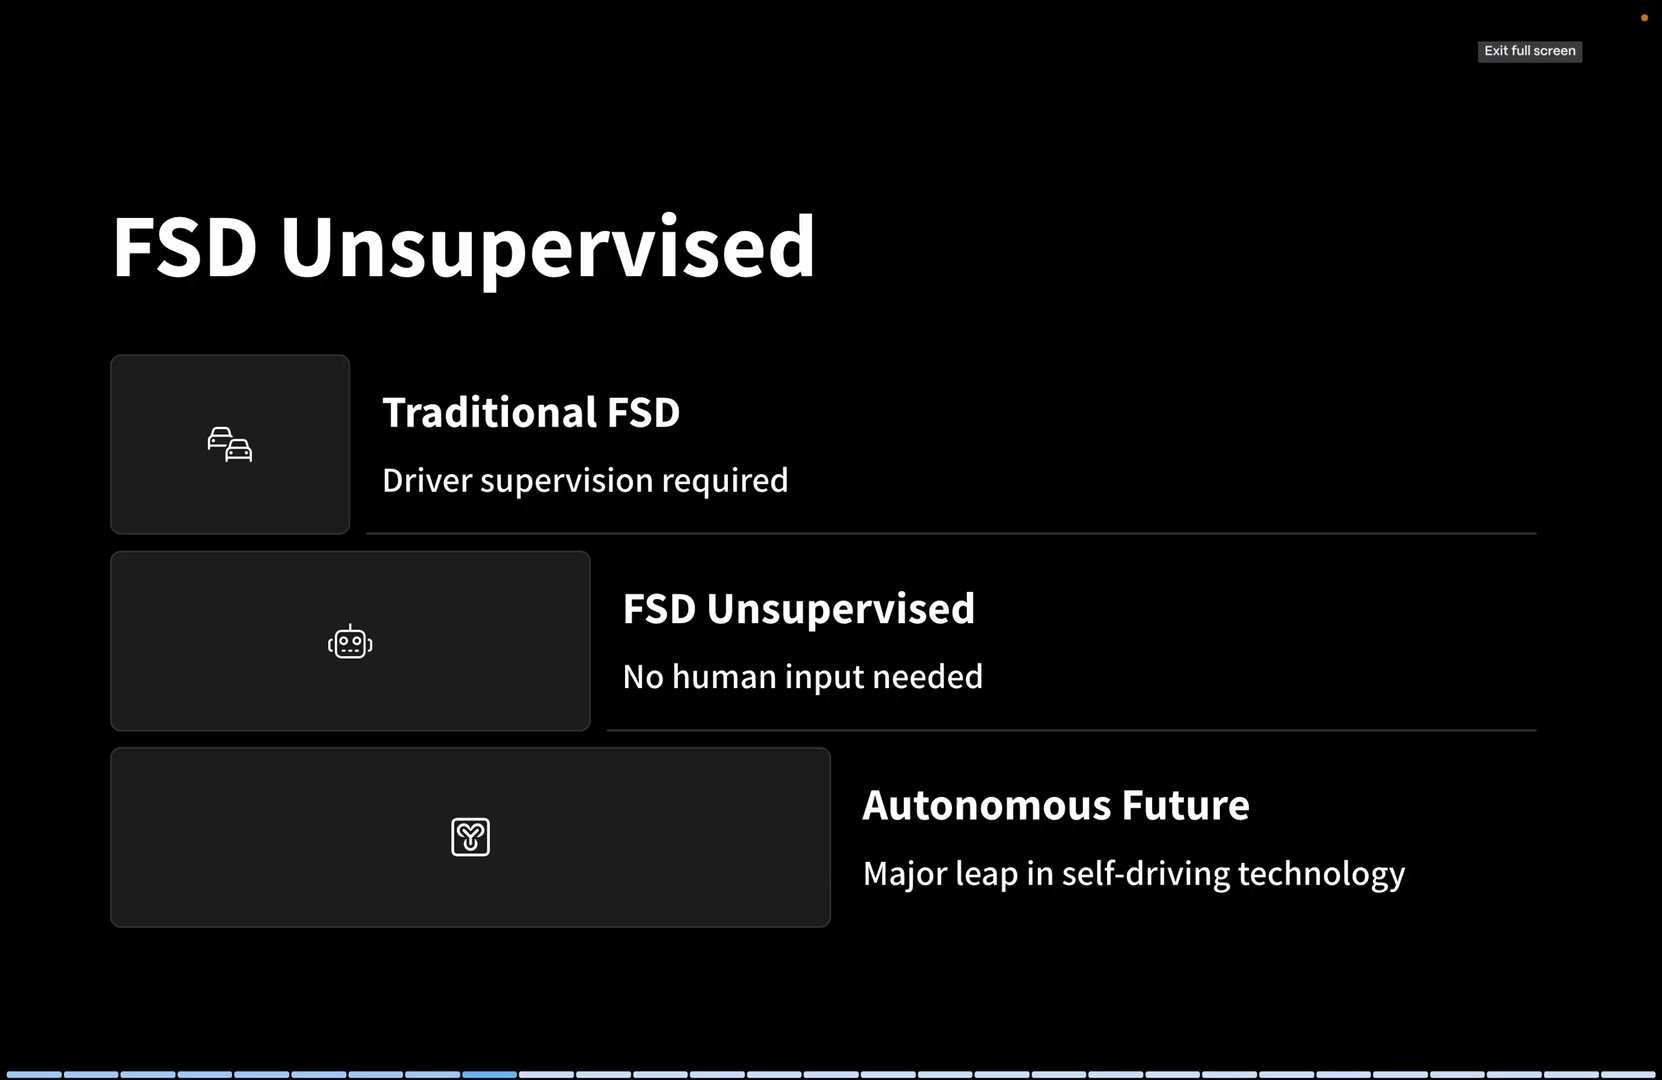 Exit full screen
FSD Unsupervised
Traditional FSD
Driver supervision required
FSD Unsupervised
No human input needed
Autonomous Future
Major leap in self-driving technology